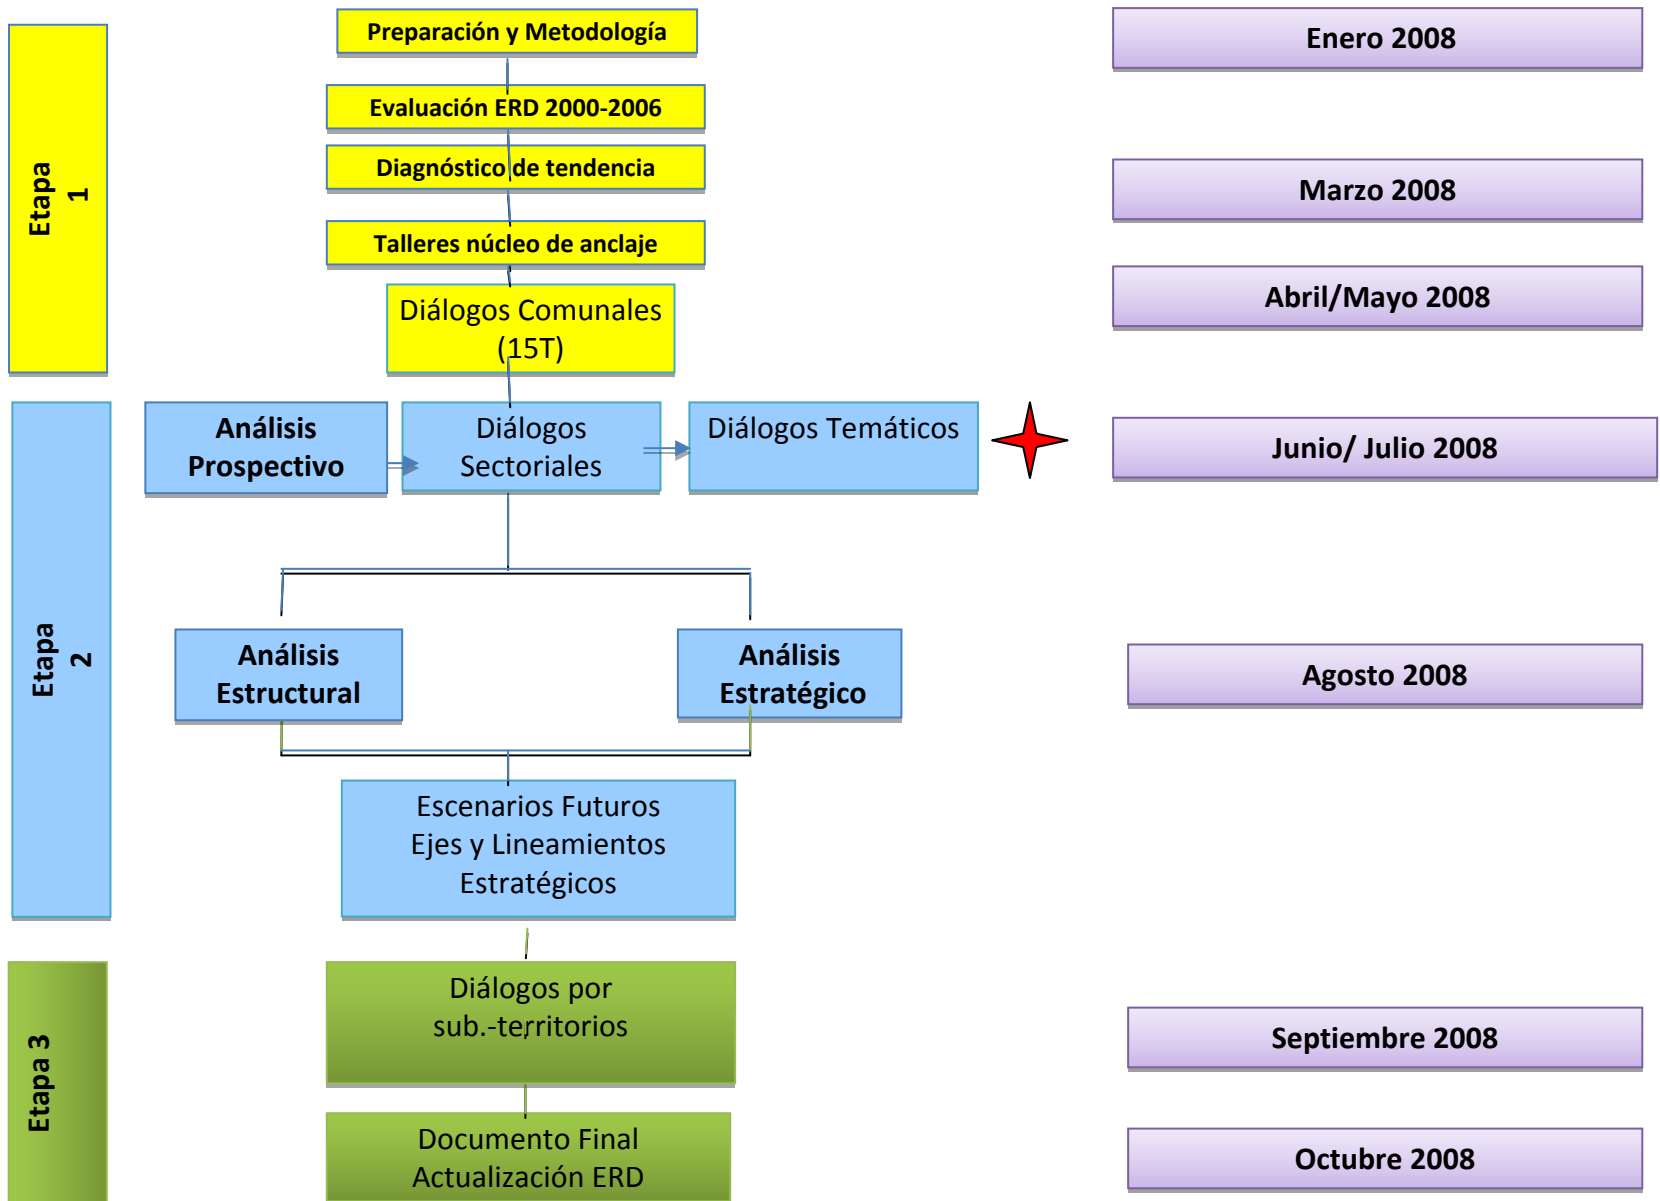 Preparación y Metodología
Enero 2008
Evaluación ERD 2000-2006
Etapa
1
Diagnóstico de tendencia
Marzo 2008
Talleres núcleo de anclaje
Diálogos Comunales
(15T)
Abril/Mayo 2008
Análisis
Prospectivo
Diálogos
Sectoriales
Diálogos Temáticos
Junio/ Julio 2008
Etapa
2
Análisis
Estructural
Análisis
Estratégico
Agosto 2008
Escenarios Futuros
Ejes y Lineamientos
Estratégicos
Etapa 3
Diálogos por
sub.-territorios
Septiembre 2008
Documento Final
Actualización ERD
Octubre 2008